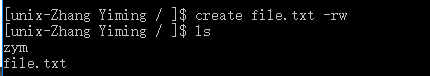 [unix-Zhang Yiming / ]$ create file.txt -rw
[unix-Zhang Yiming / ]$ ls
zym
file.txt